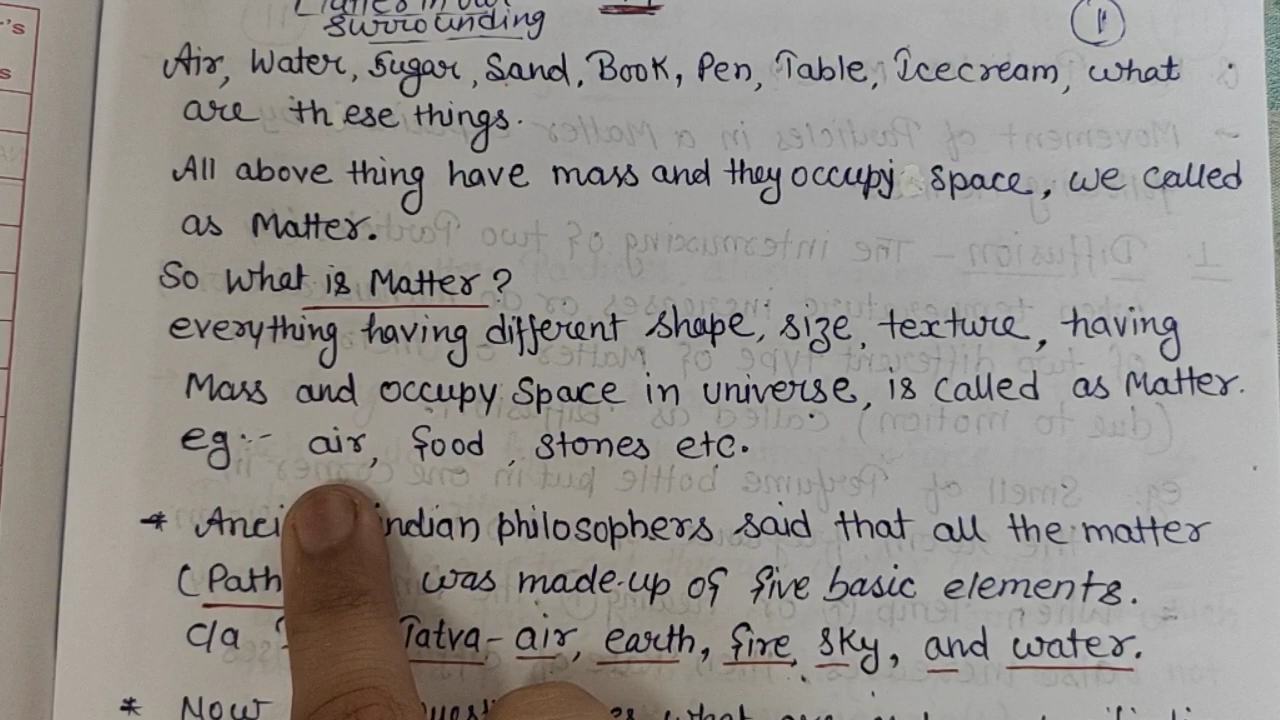 surrounding
1
Air, Water, Sugar, Sand, Book, Pen, Table, Icecream, what
are these things.
All above thing have mass and they occupy space, we called
as Matter.
So What is Matter?
everything having different shape, size, texture, having
Mass and occupy Space in universe, is called as Matter.
eg:- air, food, stones etc.
* indian philosophers said that all the matter
( was made-up of five basic elements.
c/a Tatva- air, earth, fire, sky, and water.
* Now